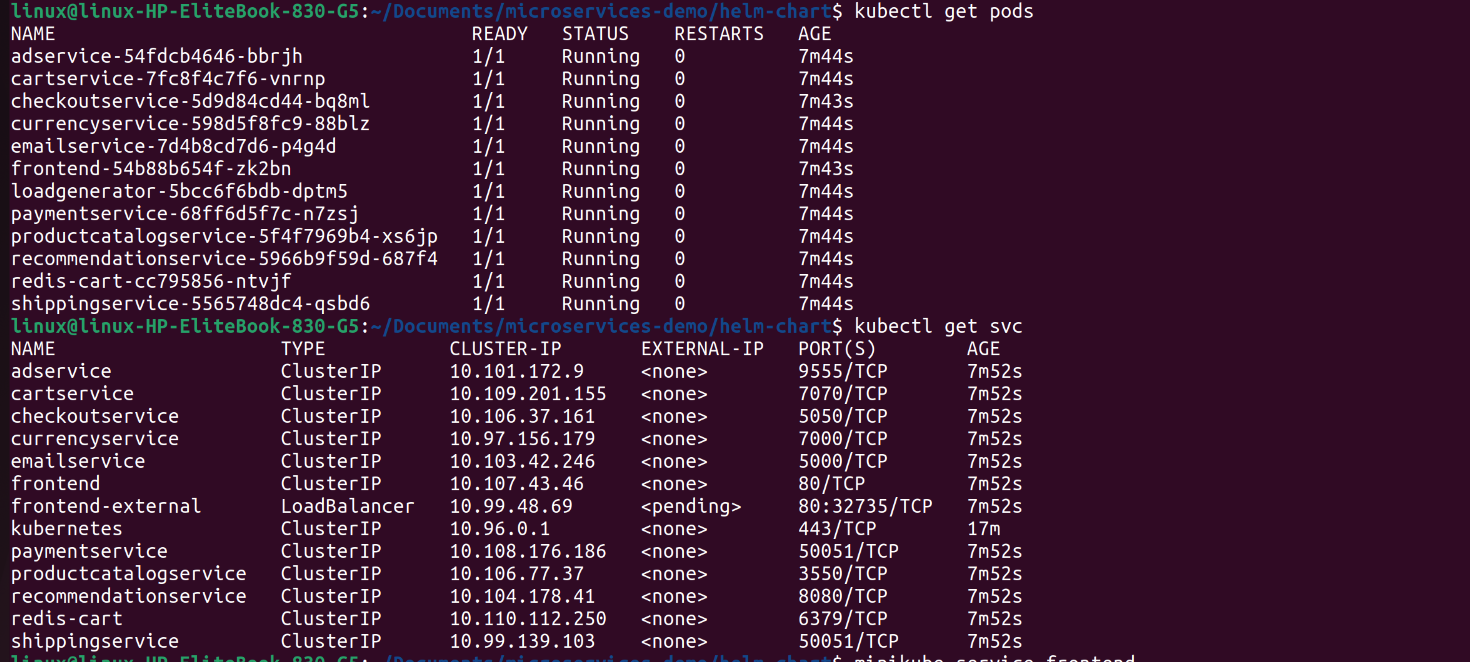 linux@linux-HP-EliteBook-830-G5:~/Documents/microservices-demo/helm-chart$ kubectl get pods
NAME                                     READY   STATUS    RESTARTS   AGE
adservice-54fdcb4646-bbrjh               1/1     Running   0          7m44s
cartservice-7fc8f4c7f6-vnrnp             1/1     Running   0          7m44s
checkoutservice-5d9d84cd44-bq8ml         1/1     Running   0          7m43s
currencyservice-598d5f8fc9-88blz         1/1     Running   0          7m44s
emailservice-7d4b8cd7d6-p4g4d            1/1     Running   0          7m44s
frontend-54b88b654f-zk2bn                1/1     Running   0          7m43s
loadgenerator-5bcc6f6bdb-dptm5           1/1     Running   0          7m44s
paymentservice-68ff6d5f7c-n7zsj          1/1     Running   0          7m44s
productcatalogservice-5f4f7969b4-xs6jp   1/1     Running   0          7m44s
recommendationservice-5966b9f59d-687f4   1/1     Running   0          7m44s
redis-cart-cc795856-ntvjf                1/1     Running   0          7m44s
shippingservice-5565748dc4-qsbd6         1/1     Running   0          7m44s
linux@linux-HP-EliteBook-830-G5:~/Documents/microservices-demo/helm-chart$ kubectl get svc
NAME                    TYPE           CLUSTER-IP       EXTERNAL-IP   PORT(S)        AGE
adservice               ClusterIP      10.101.172.9     <none>        9555/TCP       7m52s
cartservice             ClusterIP      10.109.201.155   <none>        7070/TCP       7m52s
checkoutservice         ClusterIP      10.106.37.161    <none>        5050/TCP       7m52s
currencyservice         ClusterIP      10.97.156.179    <none>        7000/TCP       7m52s
emailservice            ClusterIP      10.103.42.246    <none>        5000/TCP       7m52s
frontend                ClusterIP      10.107.43.46     <none>        80/TCP         7m52s
frontend-external       LoadBalancer   10.99.48.69      <pending>     80:32735/TCP   7m52s
kubernetes              ClusterIP      10.96.0.1        <none>        443/TCP        17m
paymentservice          ClusterIP      10.108.176.186   <none>        50051/TCP      7m52s
productcatalogservice   ClusterIP      10.106.77.37     <none>        3550/TCP       7m52s
recommendationservice   ClusterIP      10.104.178.41    <none>        8080/TCP       7m52s
redis-cart              ClusterIP      10.110.112.250   <none>        6379/TCP       7m52s
shippingservice         ClusterIP      10.99.139.103    <none>        50051/TCP      7m52s
linux@linux-HP-EliteBook-830-G5:~/Documents/microservices-demo/helm-chart$ minikube service frontend